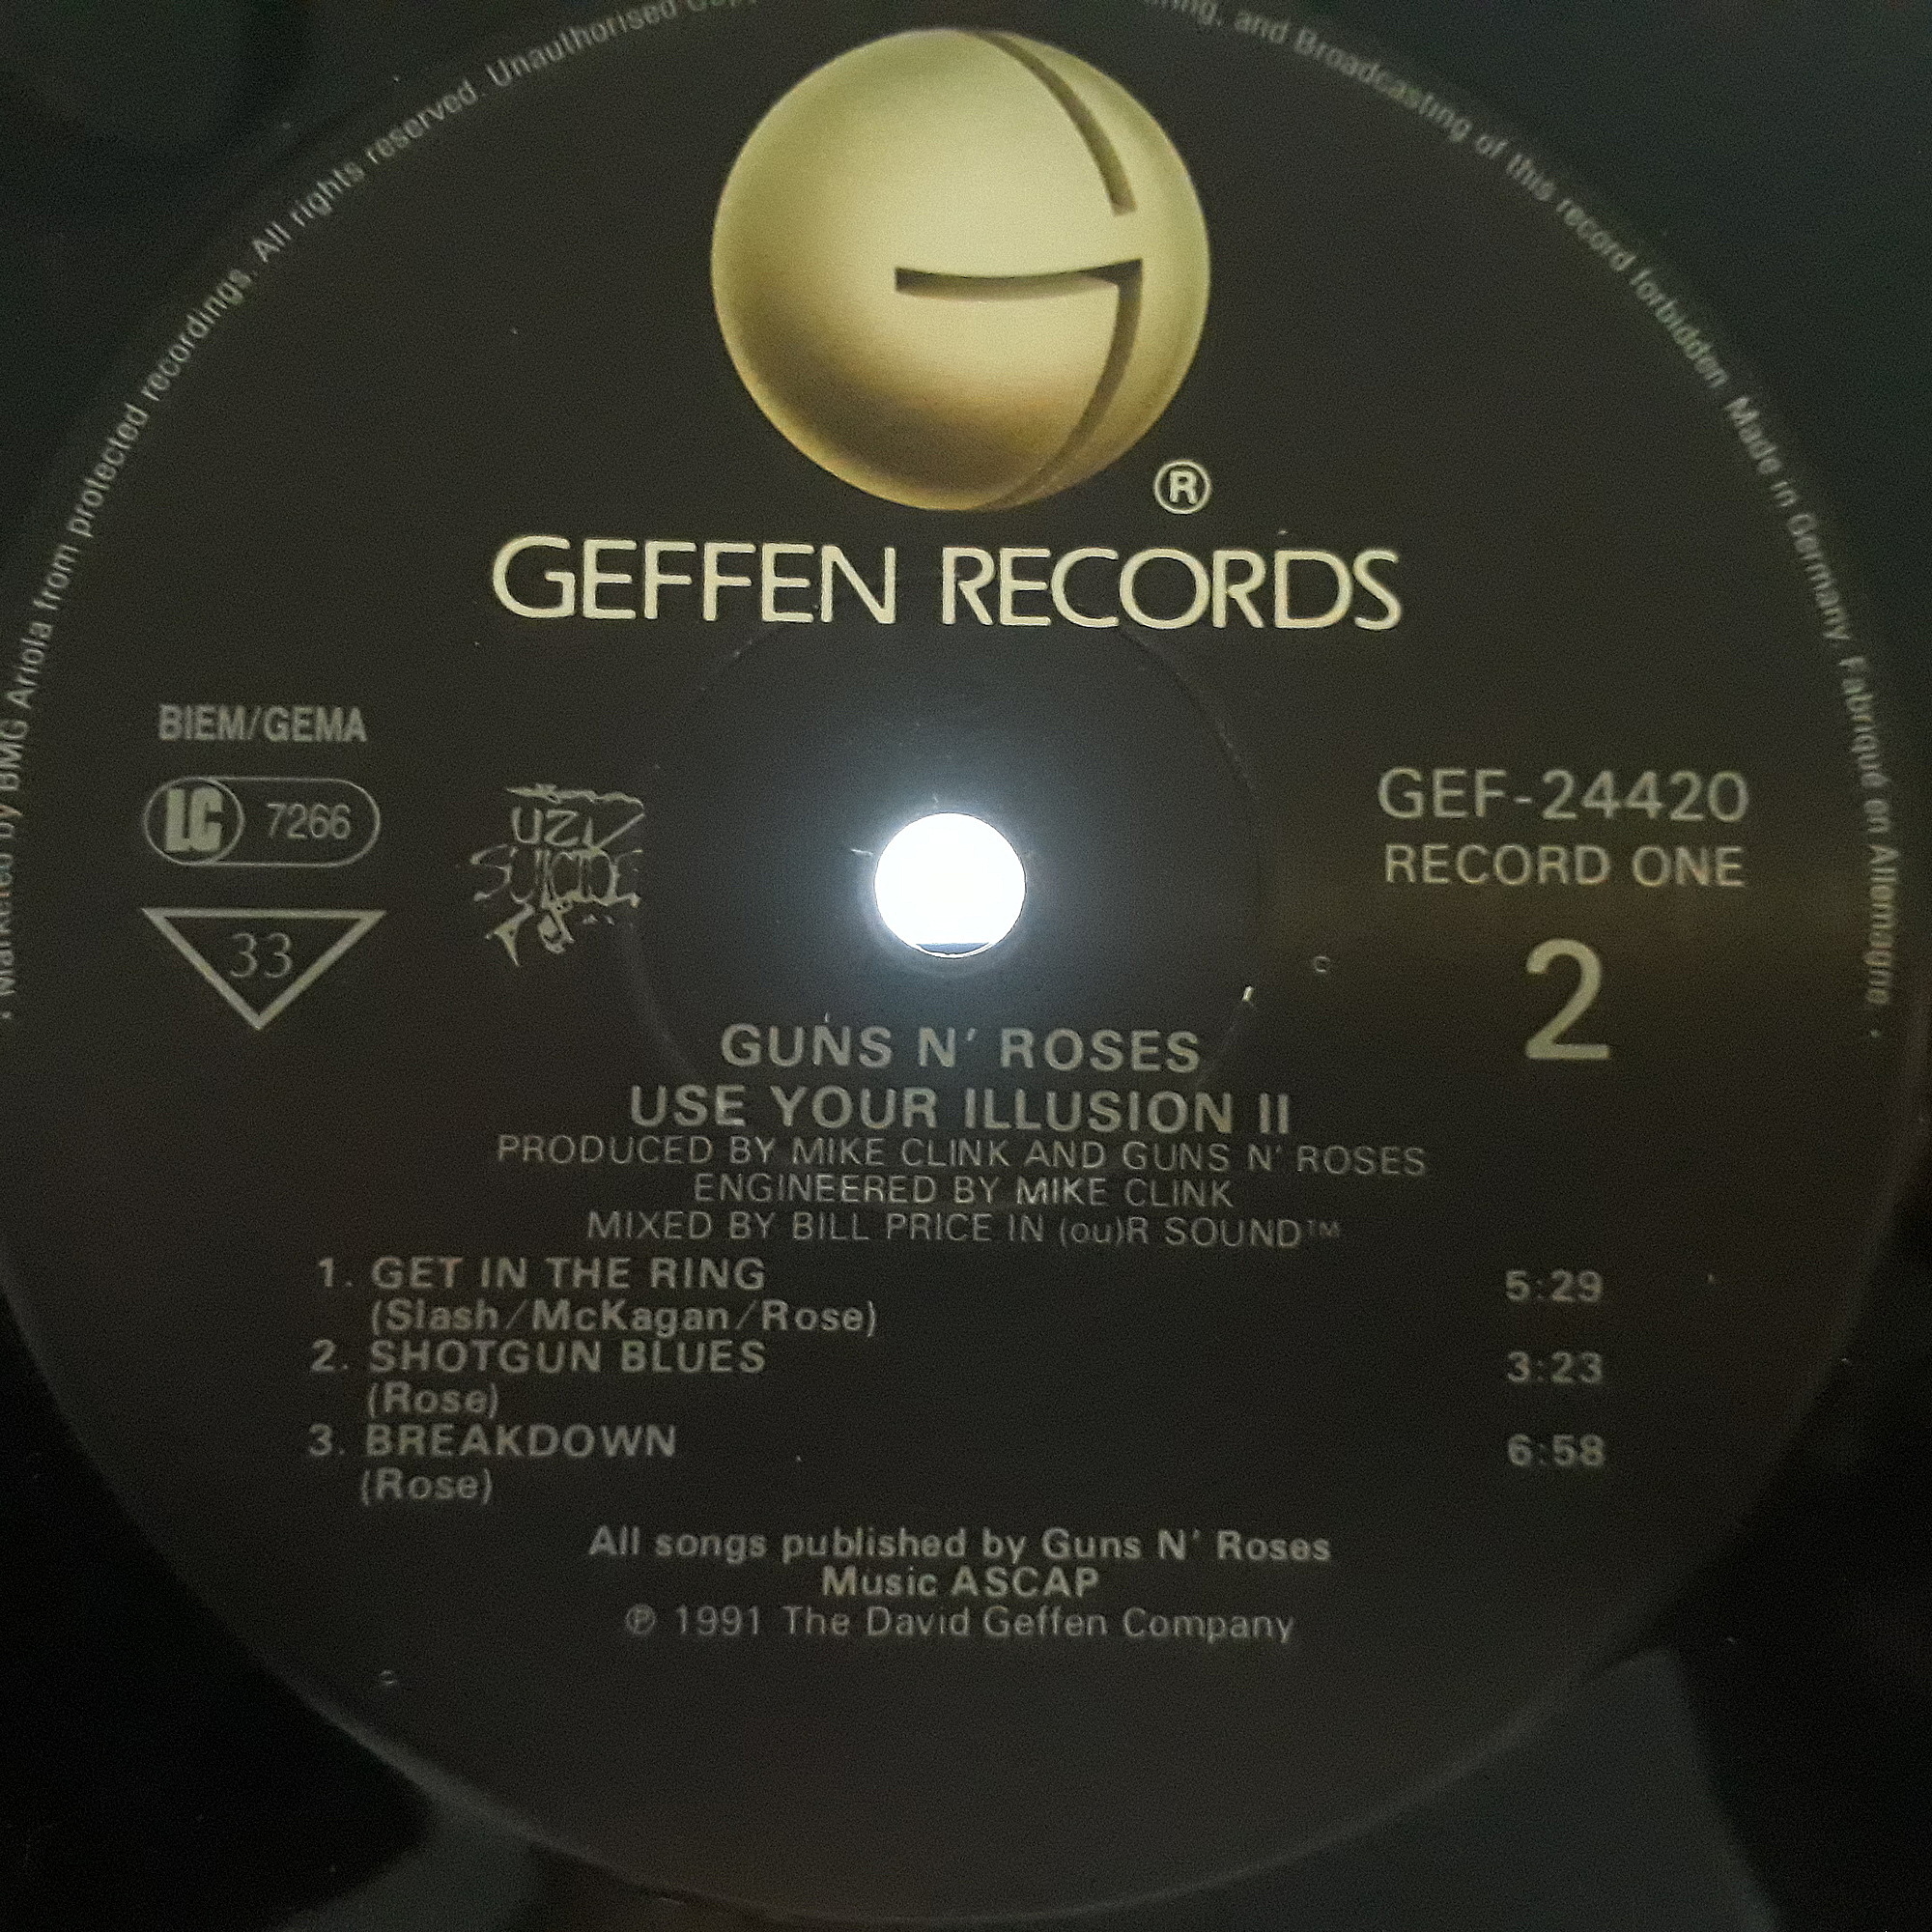 Marketed by BMG Ariola from protected recordings. All rights reserved. Unauthorised
and Broadcasting of this record forbidden. Made in Germany. Fabriqué en Allemagne.
®
GEFFEN RECORDS
BIEM/GEMA
LC 7266
33
UZI
SUICIDE
GEF-24420
RECORD ONE
2
GUNS N' ROSES
USE YOUR ILLUSION II
PRODUCED BY MIKE CLINK AND GUNS N' ROSES
ENGINEERED BY MIKE CLINK
MIXED BY BILL PRICE IN (ou)R SOUND™
1. GET IN THE RING 5:29
(Slash/McKagan/Rose)
2. SHOTGUN BLUES 3:23
(Rose)
3. BREAKDOWN 6:58
(Rose)
All songs published by Guns N' Roses
Music ASCAP
℗ 1991 The David Geffen Company